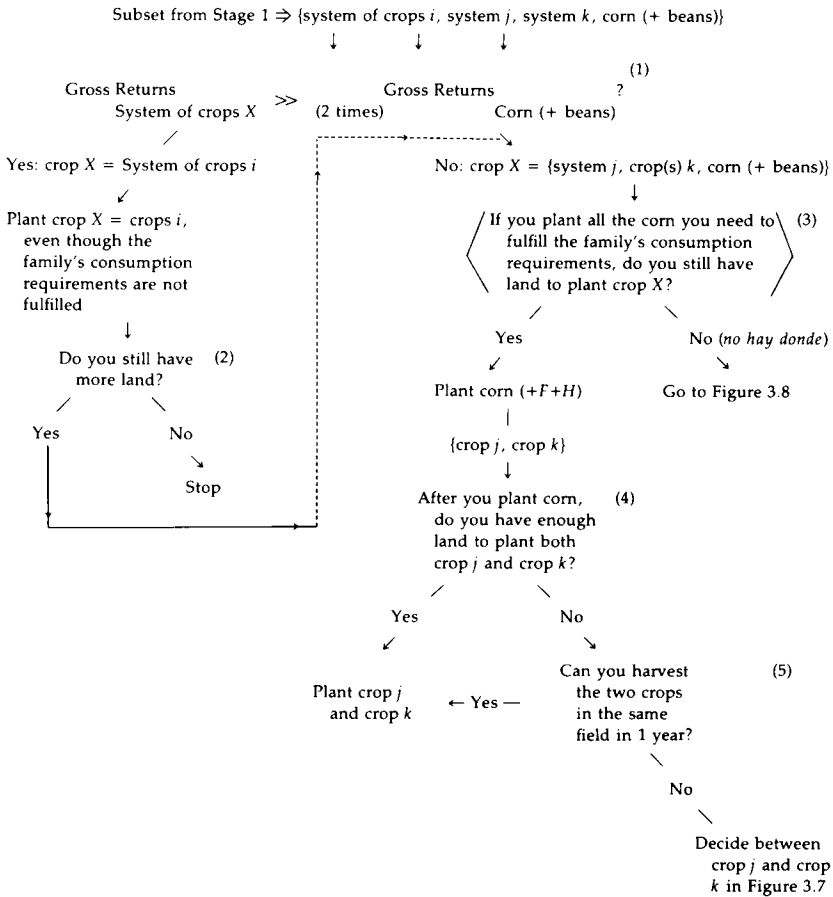 Subset from Stage 1 ⇒ {system of crops i, system j, system k, corn (+ beans)}
(1)
Gross Returns
System of crops X
>>
(2 times)
Gross Returns
Corn (+ beans)
?
Yes: crop X = System of crops i
No: crop X = {system j, crop(s) k, corn (+ beans)}
Plant crop X = crops i,
even though the
family's consumption
requirements are not
fulfilled
If you plant all the corn you need to
fulfill the family's consumption
requirements, do you still have
land to plant crop X?
(3)
Do you still have
more land?
(2)
Yes
No (no hay donde)
Plant corn (+F+H)
Go to Figure 3.8
Yes
No
Stop
{crop j, crop k}
After you plant corn,
do you have enough
land to plant both
crop j and crop k?
(4)
Yes
No
Plant crop j
and crop k
← Yes —
Can you harvest
the two crops
in the same
field in 1 year?
(5)
No
Decide between
crop j and crop
k in Figure 3.7